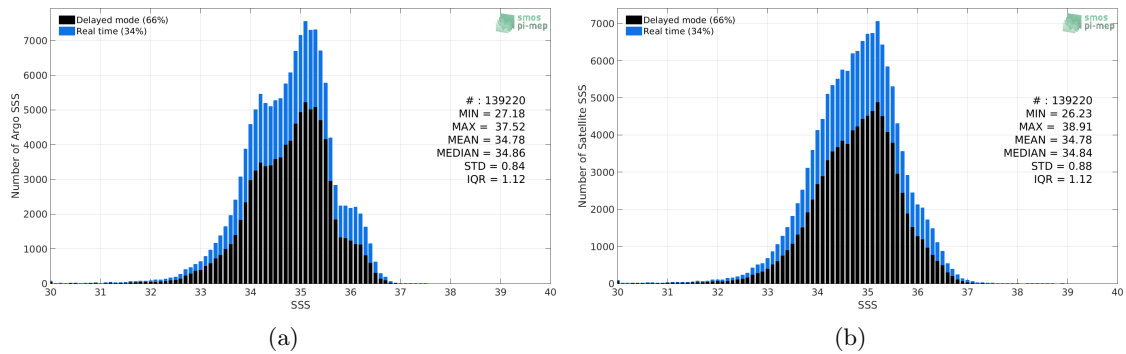 Delayed mode (66%)
Real time (34%)
smos
pi-mep
Number of Argo SSS
7000
6000
5000
4000
3000
2000
1000
0
# : 139220
MIN = 27.18
MAX = 37.52
MEAN = 34.78
MEDIAN = 34.86
STD = 0.84
IQR = 1.12
30 31 32 33 34 35 36 37 38 39 40
SSS
(a)
Delayed mode (66%)
Real time (34%)
smos
pi-mep
Number of Satellite SSS
7000
6000
5000
4000
3000
2000
1000
0
# : 139220
MIN = 26.23
MAX = 38.91
MEAN = 34.78
MEDIAN = 34.84
STD = 0.88
IQR = 1.12
30 31 32 33 34 35 36 37 38 39 40
SSS
(b)